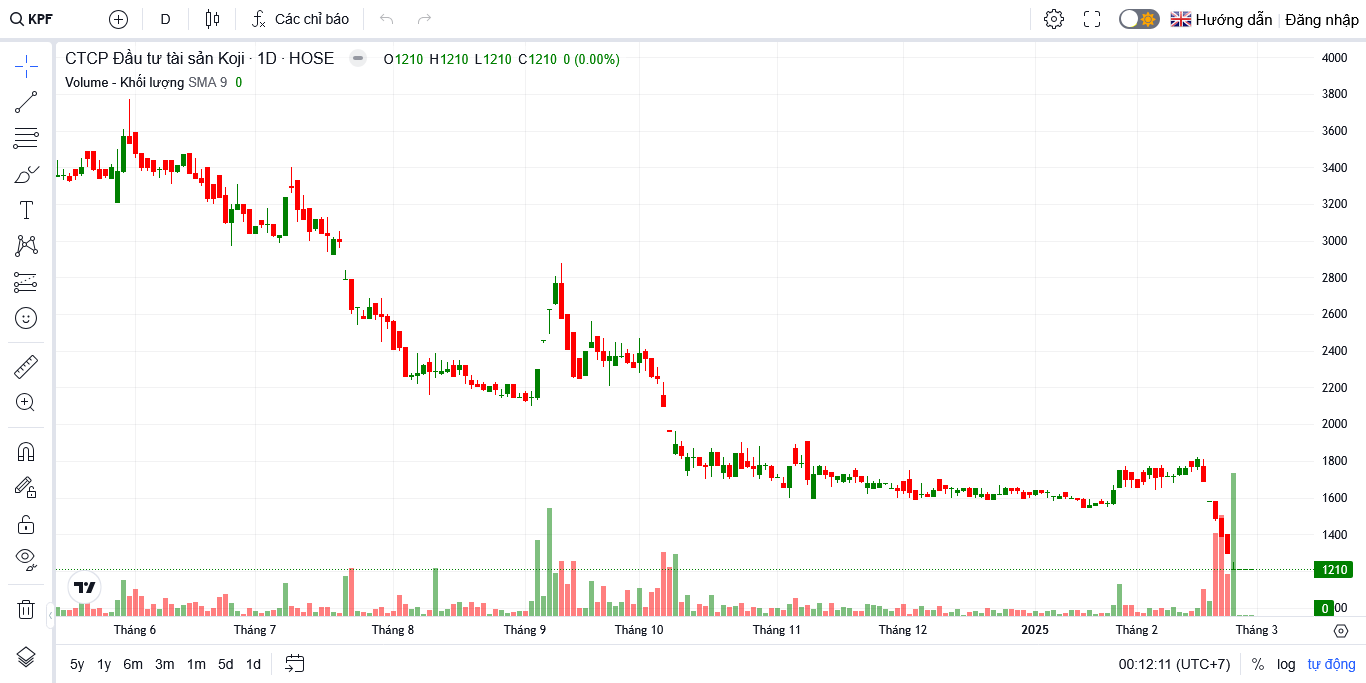 KPF
D
Các chỉ báo
Hướng dẫn
Đăng nhập
CTCP Đầu tư tài sản Koji · 1D · HOSE
O1210 H1210 L1210 C1210 0 (0.00%)
Volume - Khối lượng SMA 9 0
4000
3800
3600
3400
3200
3000
2800
2600
2400
2200
2000
1800
1600
1400
1210
0
00
Tháng 6
Tháng 7
Tháng 8
Tháng 9
Tháng 10
Tháng 11
Tháng 12
2025
Tháng 2
Tháng 3
5y 1y 6m 3m 1m 5d 1d
00:12:11 (UTC+7)
% log tự động